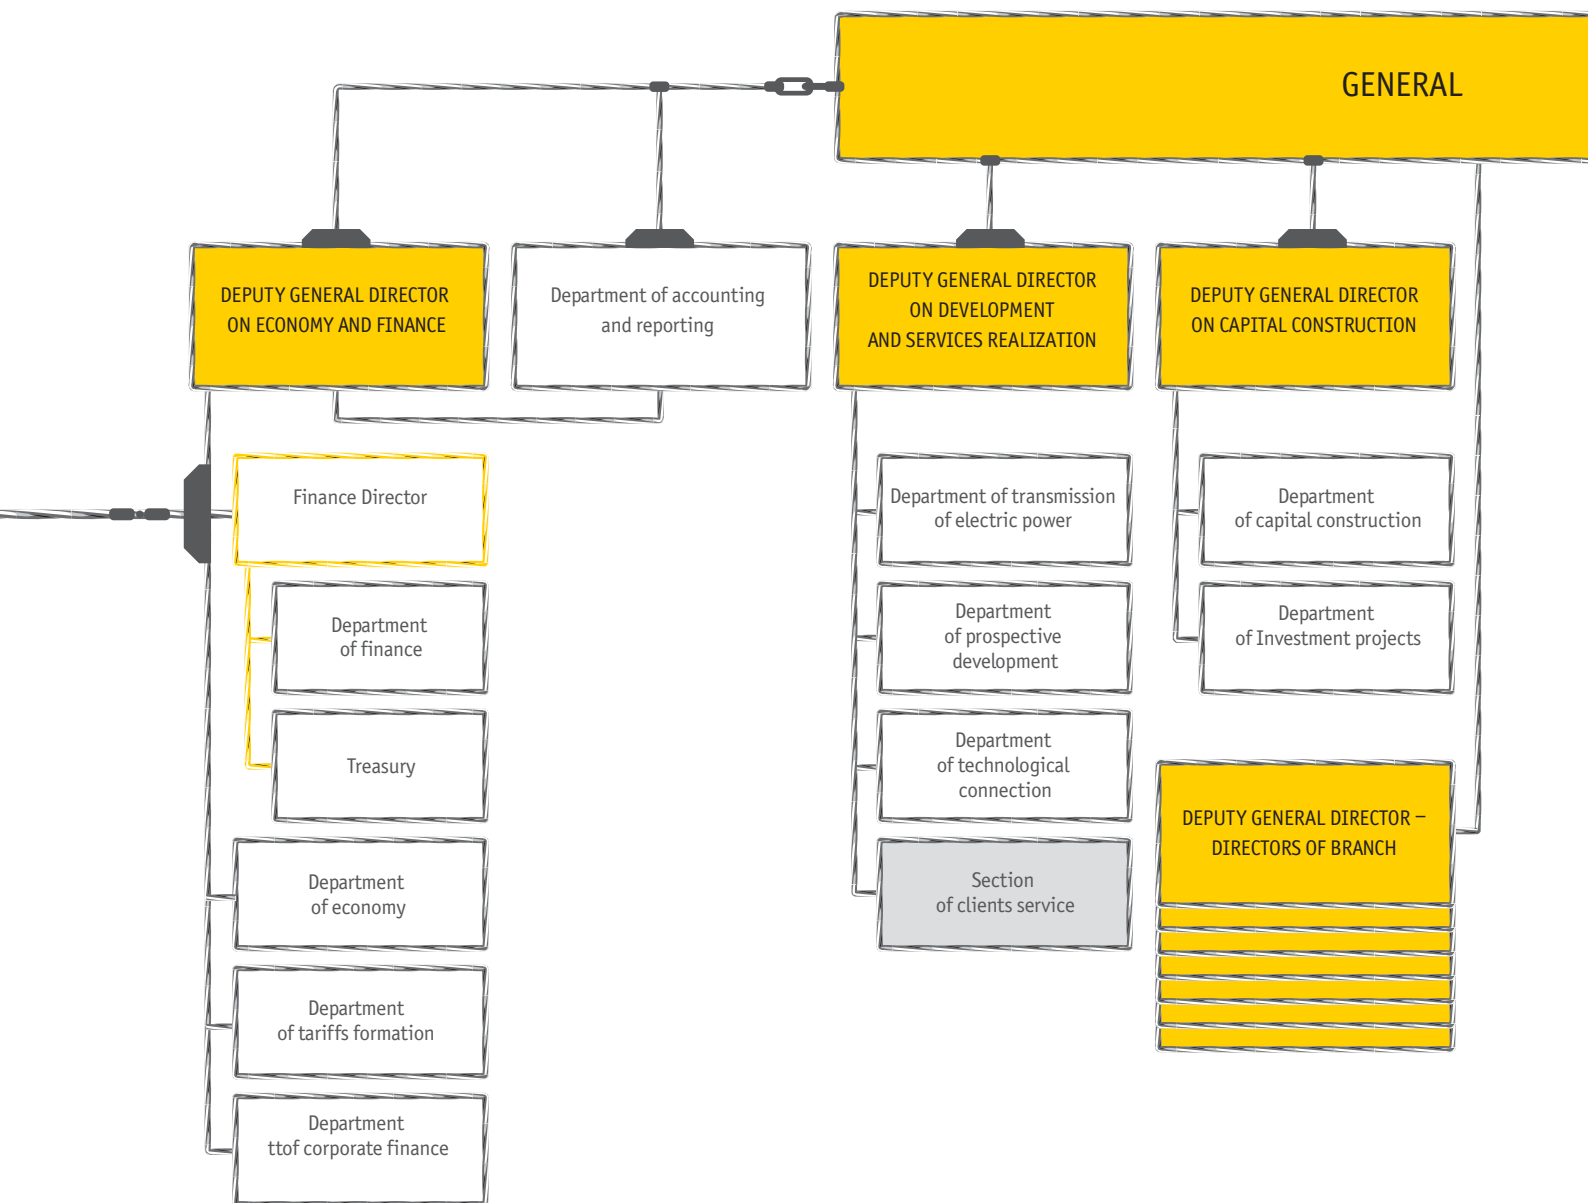 GENERAL
DEPUTY GENERAL DIRECTOR
ON ECONOMY AND FINANCE
Department of accounting
and reporting
DEPUTY GENERAL DIRECTOR
ON DEVELOPMENT
AND SERVICES REALIZATION
DEPUTY GENERAL DIRECTOR
ON CAPITAL CONSTRUCTION
Finance Director
Department
of finance
Treasury
Department
of economy
Department
of tariffs formation
Department
ttof corporate finance
Department of transmission
of electric power
Department
of prospective
development
Department
of technological
connection
Section
of clients service
Department
of capital construction
Department
of Investment projects
DEPUTY GENERAL DIRECTOR –
DIRECTORS OF BRANCH